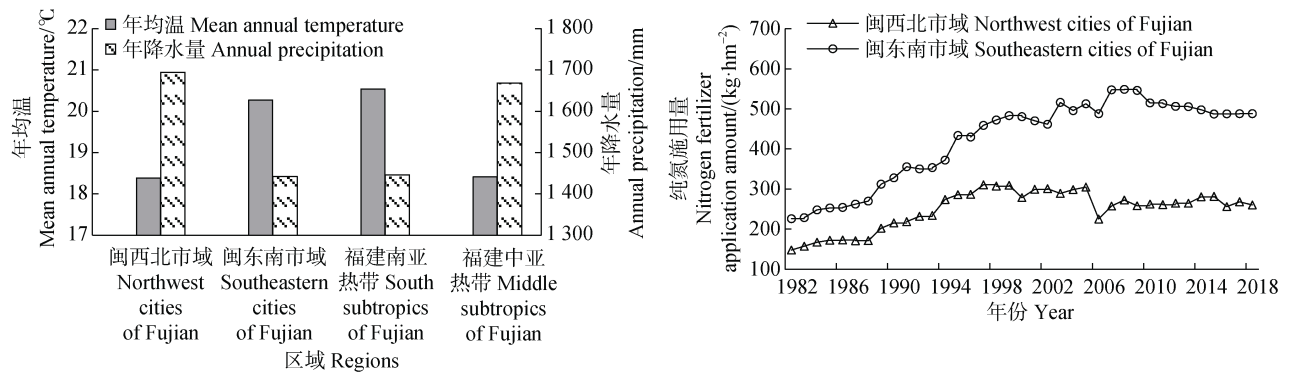 年均温 Mean annual temperature
年降水量 Annual precipitation
年均温
Mean annual temperature/℃
22
21
20
19
18
17
1 800
1 700
1 600
1 500
1 400
1 300
年降水量
Annual precipitation/mm
闽西北市域
Northwest
cities
of Fujian
闽东南市域
Southeastern
cities
of Fujian
福建南亚
热带 South
subtropics
of Fujian
福建中亚
热带 Middle
subtropics
of Fujian
区域 Regions
闽西北市域 Northwest cities of Fujian
闽东南市域 Southeastern cities of Fujian
纯氮施用量
Nitrogen fertilizer
application amount/(kg·hm⁻²)
700
600
500
400
300
200
100
1982 1986 1990 1994 1998 2002 2006 2010 2014 2018
年份 Year